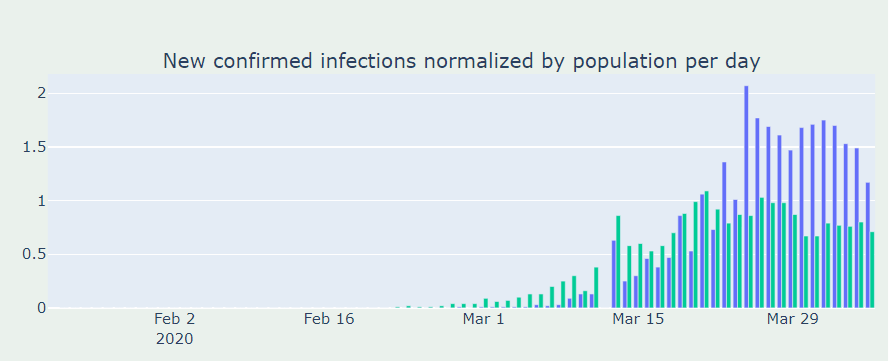 New confirmed infections normalized by population per day
2
1.5
1
0.5
0
Feb 2
2020
Feb 16
Mar 1
Mar 15
Mar 29